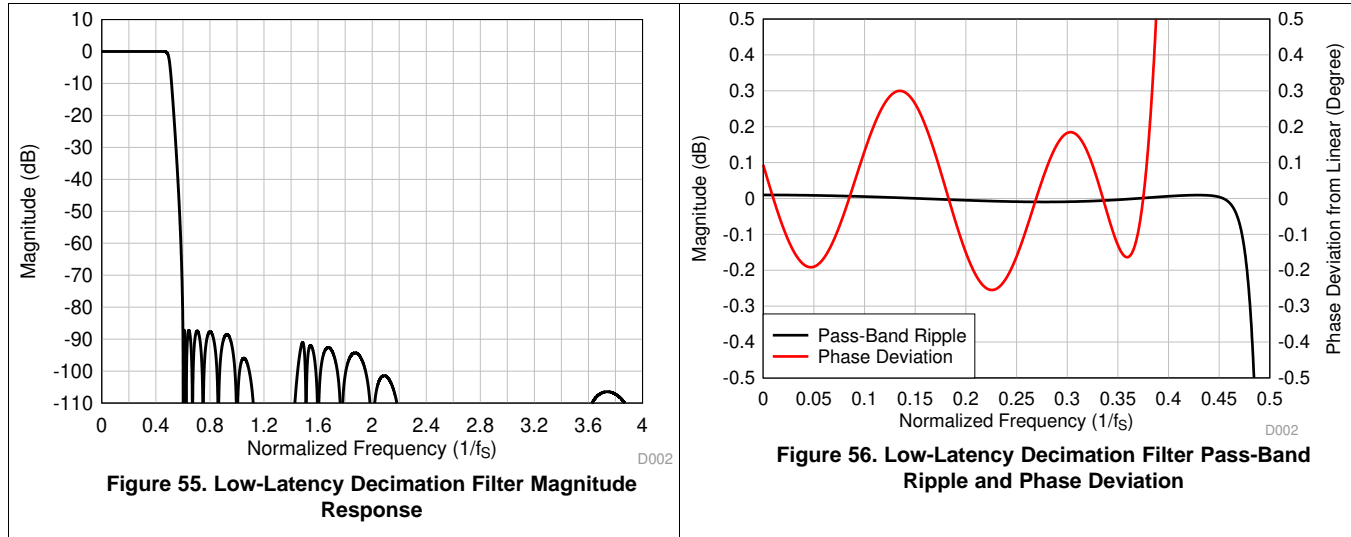 10
0
-10
-20
-30
-40
-50
-60
-70
-80
-90
-100
-110
Magnitude (dB)
0 0.4 0.8 1.2 1.6 2 2.4 2.8 3.2 3.6 4
Normalized Frequency (1/fS)
D002
Figure 55. Low-Latency Decimation Filter Magnitude
Response
0.5
0.4
0.3
0.2
0.1
0
-0.1
-0.2
-0.3
-0.4
-0.5
Magnitude (dB)
Pass-Band Ripple
Phase Deviation
0.5
0.4
0.3
0.2
0.1
0
-0.1
-0.2
-0.3
-0.4
-0.5
Phase Deviation from Linear (Degree)
0 0.05 0.1 0.15 0.2 0.25 0.3 0.35 0.4 0.45 0.5
Normalized Frequency (1/fS)
D002
Figure 56. Low-Latency Decimation Filter Pass-Band
Ripple and Phase Deviation